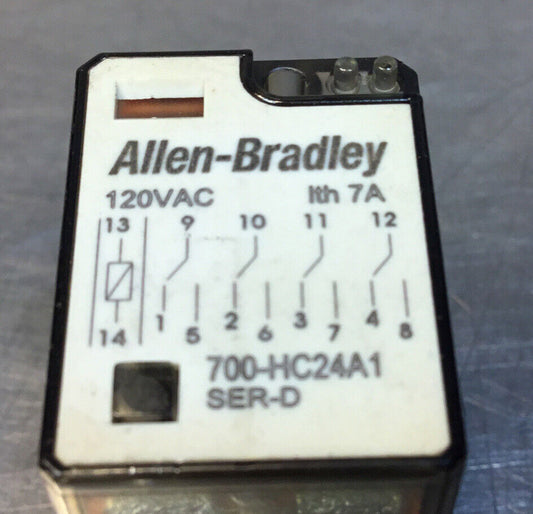 Allen-Bradley
120VAC Ith 7A
13 9 10 11 12
14 1 5 2 6 3 7 4 8
700-HC24A1
SER-D